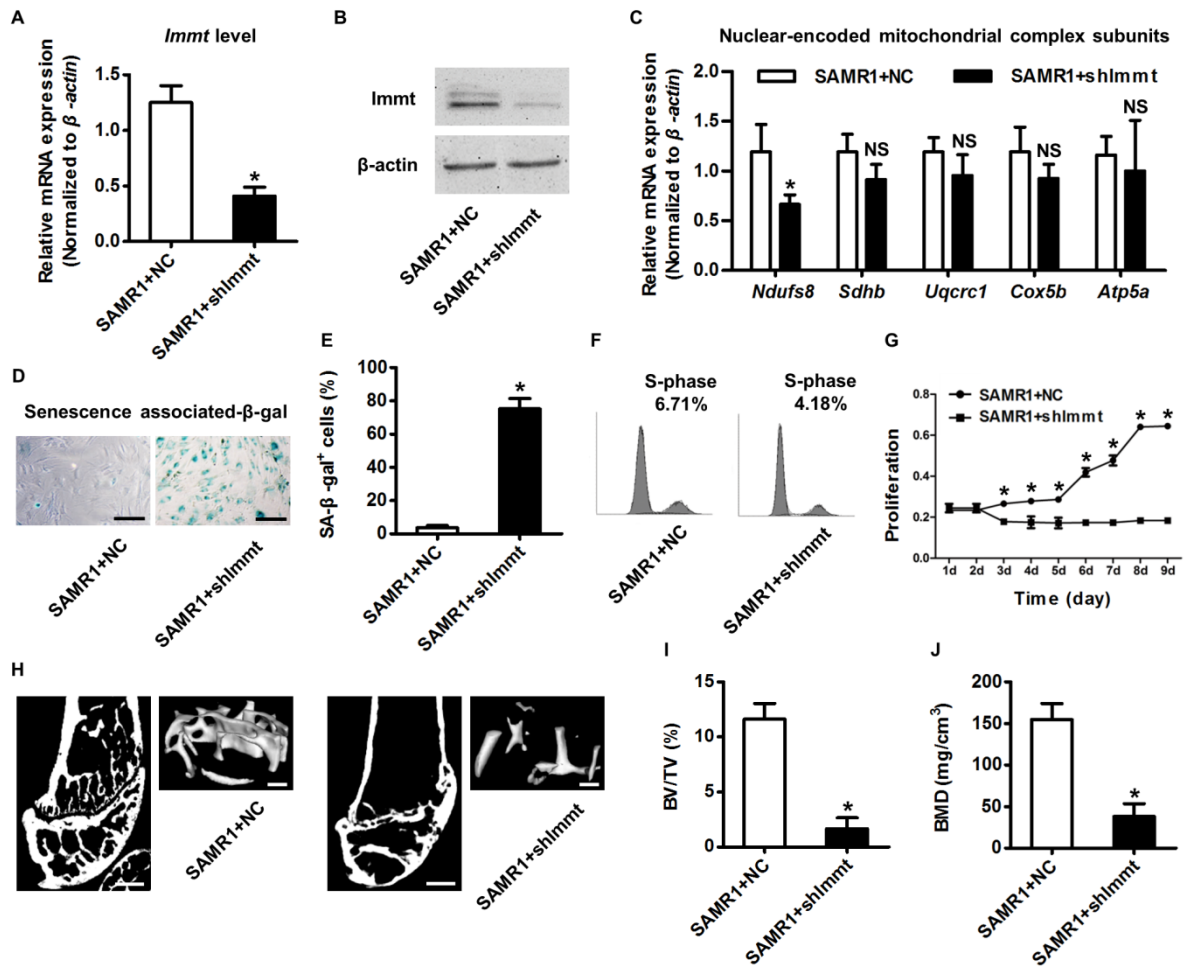 A
Immt level
Relative mRNA expression
(Normalized to β -actin)
1.5
1.0
0.5
0.0
*
SAMR1+NC
SAMR1+shImmt
B
Immt
β-actin
SAMR1+NC
SAMR1+shImmt
C
Nuclear-encoded mitochondrial complex subunits
Relative mRNA expression
(Normalized to β -actin)
2.0
1.5
1.0
0.5
0.0
SAMR1+NC
SAMR1+shImmt
*
NS
NS
NS
NS
Ndufs8
Sdhb
Uqcrc1
Cox5b
Atp5a
D
Senescence associated-β-gal
SAMR1+NC
SAMR1+shImmt
E
SA-β -gal+ cells (%)
100
80
60
40
20
0
*
SAMR1+NC
SAMR1+shImmt
F
S-phase
6.71%
S-phase
4.18%
SAMR1+NC
SAMR1+shImmt
G
Proliferation
0.8
0.6
0.4
0.2
0.0
SAMR1+NC
SAMR1+shImmt
* * * * * * *
1d 2d 3d 4d 5d 6d 7d 8d 9d
Time (day)
H
SAMR1+NC
SAMR1+shImmt
I
BV/TV (%)
15
10
5
0
*
SAMR1+NC
SAMR1+shImmt
J
BMD (mg/cm3)
200
150
100
50
0
*
SAMR1+NC
SAMR1+shImmt